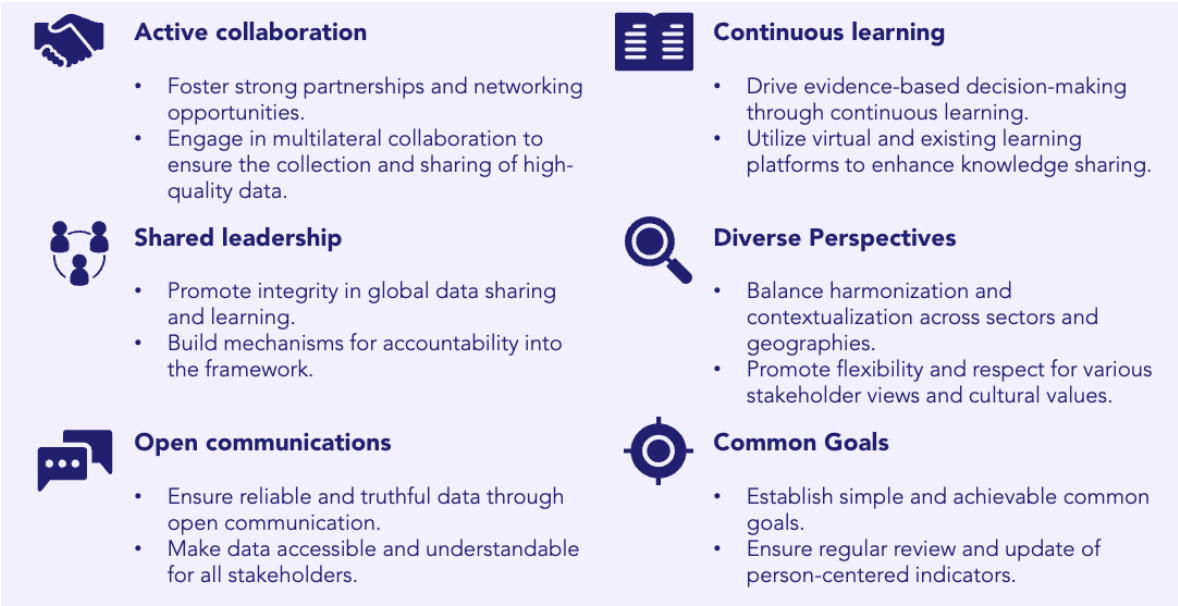 Active collaboration
• Foster strong partnerships and networking
opportunities.
• Engage in multilateral collaboration to
ensure the collection and sharing of high-
quality data.
Shared leadership
• Promote integrity in global data sharing
and learning.
• Build mechanisms for accountability into
the framework.
Open communications
• Ensure reliable and truthful data through
open communication.
• Make data accessible and understandable
for all stakeholders.
Continuous learning
• Drive evidence-based decision-making
through continuous learning.
• Utilize virtual and existing learning
platforms to enhance knowledge sharing.
Diverse Perspectives
• Balance harmonization and
contextualization across sectors and
geographies.
• Promote flexibility and respect for various
stakeholder views and cultural values.
Common Goals
• Establish simple and achievable common
goals.
• Ensure regular review and update of
person-centered indicators.